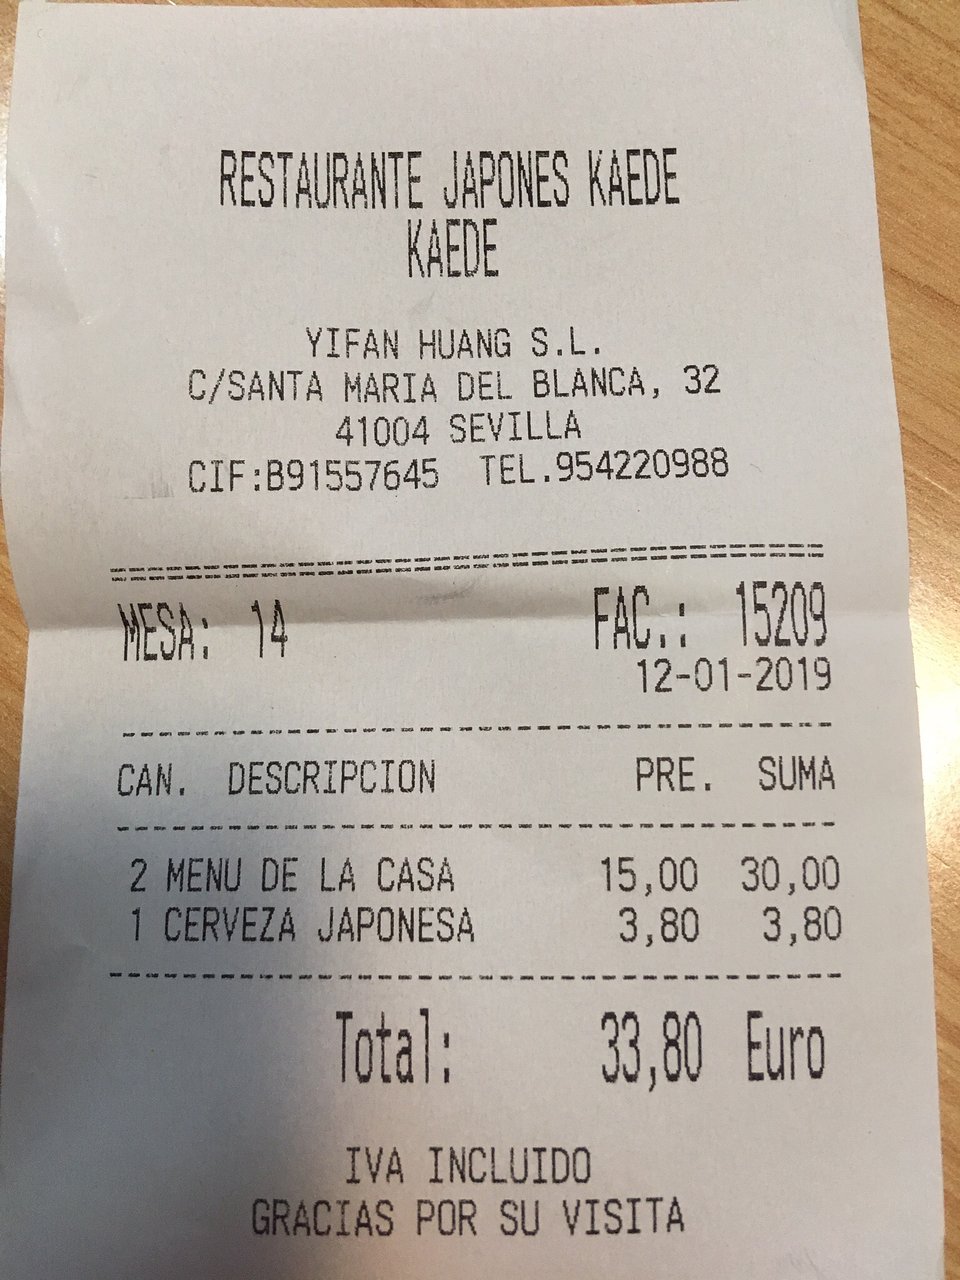 RESTAURANTE JAPONES KAEDE
KAEDE
YIFAN HUANG S.L.
C/SANTA MARIA DEL BLANCA, 32
41004 SEVILLA
CIF:B91557645 TEL.954220988
MESA: 14 FAC.: 15209
12-01-2019
CAN. DESCRIPCION PRE. SUMA
2 MENU DE LA CASA 15,00 30,00
1 CERVEZA JAPONESA 3,80 3,80
Total: 33,80 Euro
IVA INCLUIDO
GRACIAS POR SU VISITA